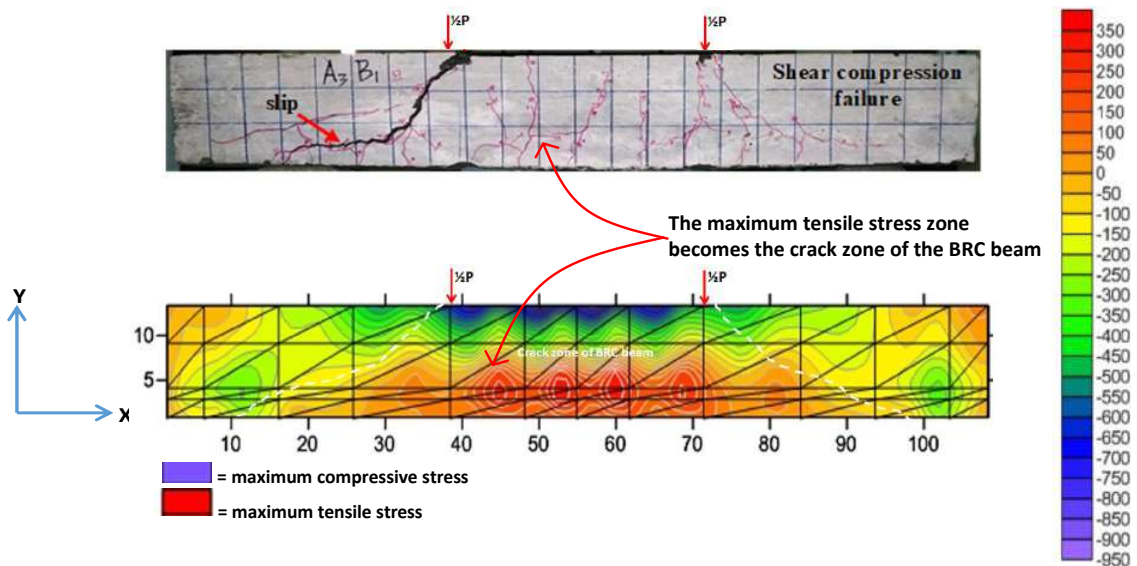 ½P
½P
A3 B1
Shear compression
failure
slip
The maximum tensile stress zone
becomes the crack zone of the BRC beam
½P
½P
Y
10
5
Crack zone of BRC beam
X
10 20 30 40 50 60 70 80 90 100
= maximum compressive stress
= maximum tensile stress
350
300
250
200
150
100
50
0
-50
-100
-150
-200
-250
-300
-350
-400
-450
-500
-550
-600
-650
-700
-750
-800
-850
-900
-950